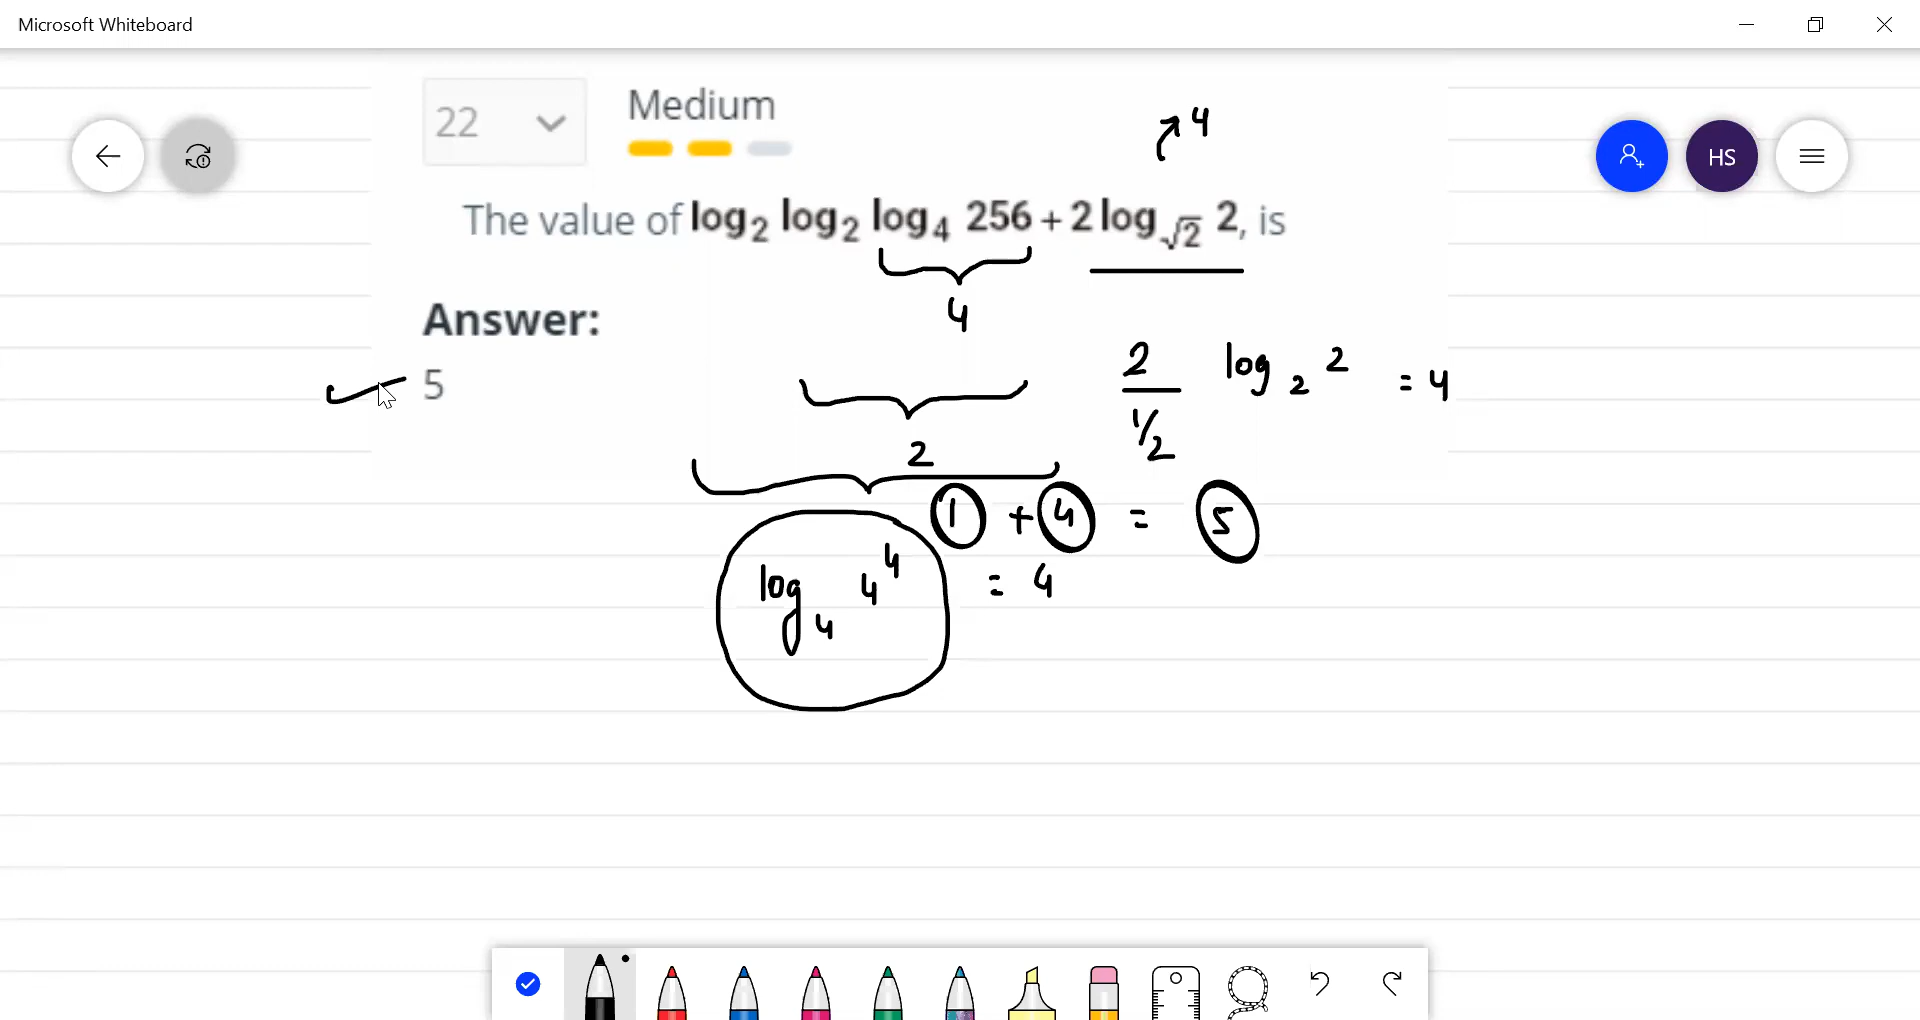 Microsoft Whiteboard
22 Medium
4
HS
The value of log₂ log₂ log₄ 256 + 2 log_√2 2, is
4
Answer:
5
2/(1/2) log₂ 2 = 4
2
1 + 4 = 5
log₄ 4⁴ = 4